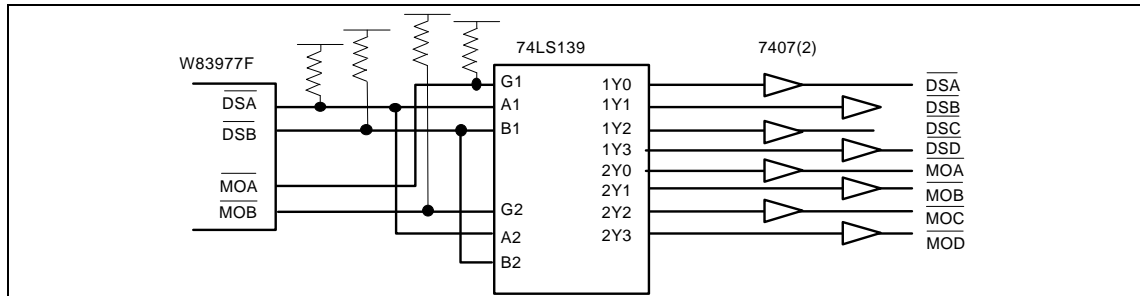 74LS139
7407(2)
W83977F
DSA
DSB
MOA
MOB
G1
A1
B1
G2
A2
B2
1Y0
1Y1
1Y2
1Y3
2Y0
2Y1
2Y2
2Y3
DSA
DSB
DSC
DSD
MOA
MOB
MOC
MOD